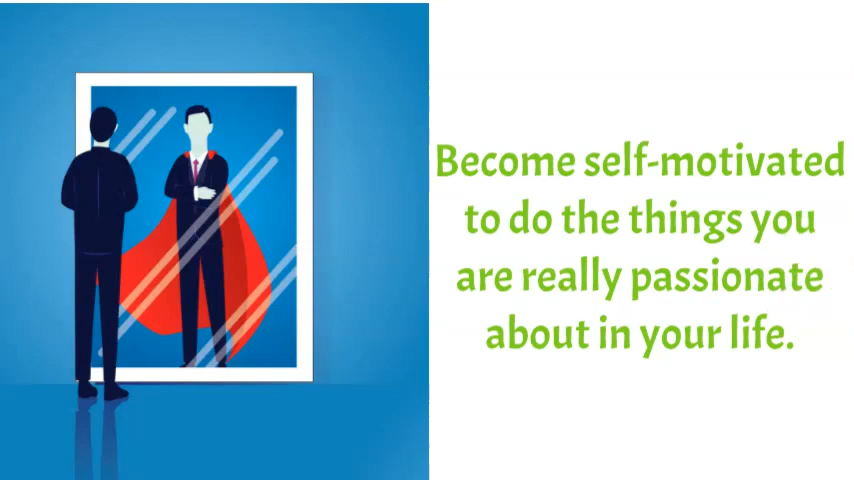 Become self-motivated
to do the things you
are really passionate
about in your life.